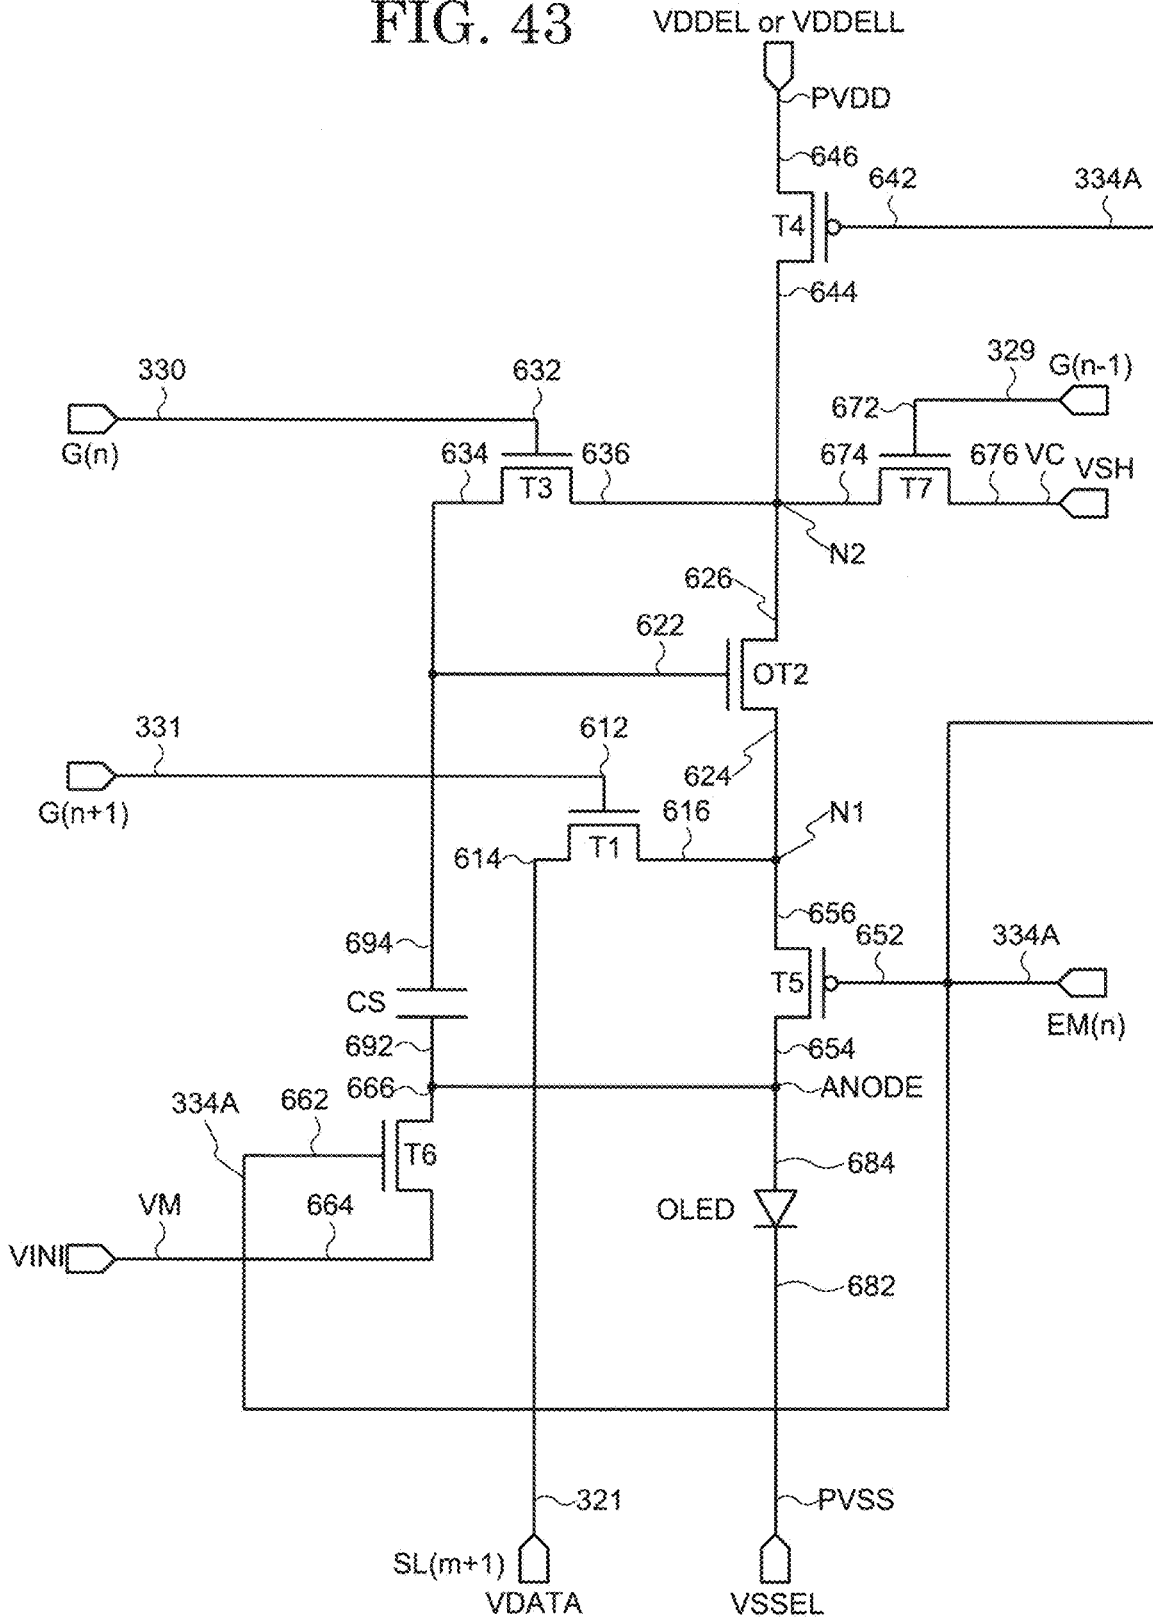 FIG. 43
VDDEL or VDDELL
PVDD
646
642
334A
T4
644
330
632
329
G(n-1)
672
G(n)
634
636
674
676
VC
VSH
T3
T7
N2
626
622
OT2
331
612
624
G(n+1)
616
N1
T1
614
656
694
652
334A
T5
CS
EM(n)
692
654
666
ANODE
334A
662
T6
684
VM
664
OLED
VINI
682
321
PVSS
SL(m+1)
VDATA
VSSEL